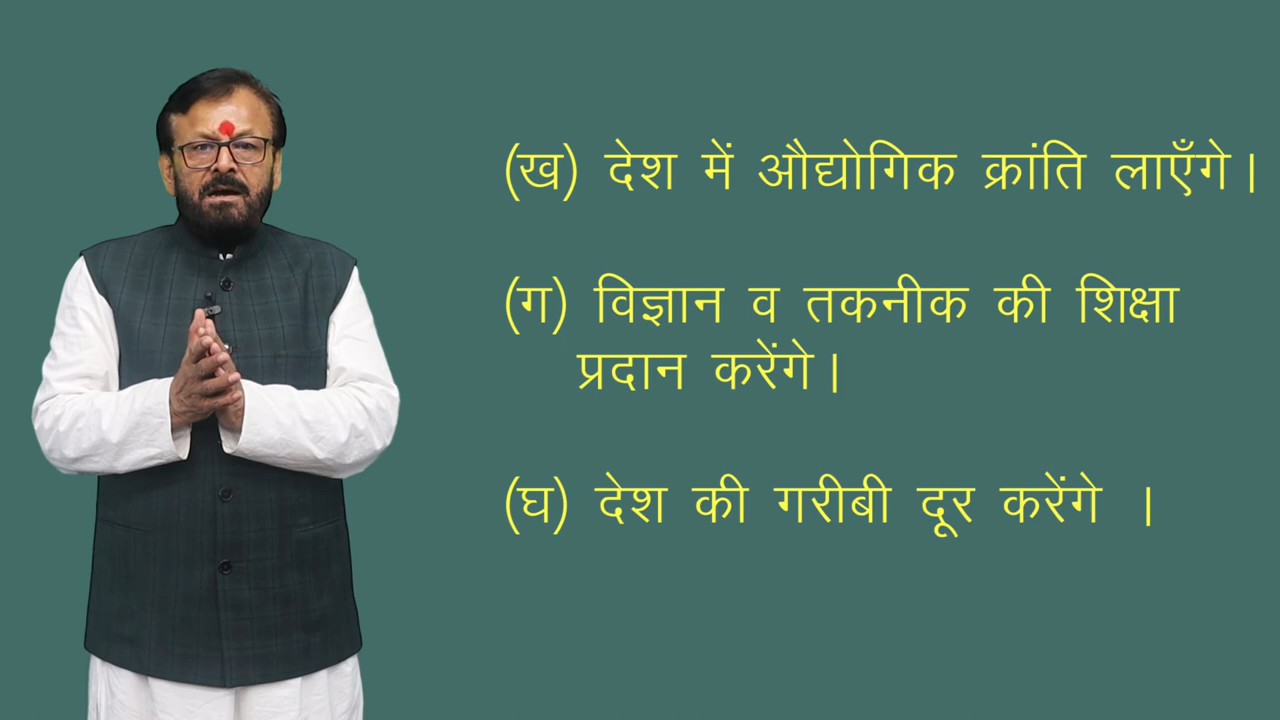 (ख) देश में औद्योगिक क्रांति लाएँगे।
(ग) विज्ञान व तकनीक की शिक्षा
प्रदान करेंगे।
(घ) देश की गरीबी दूर करेंगे ।